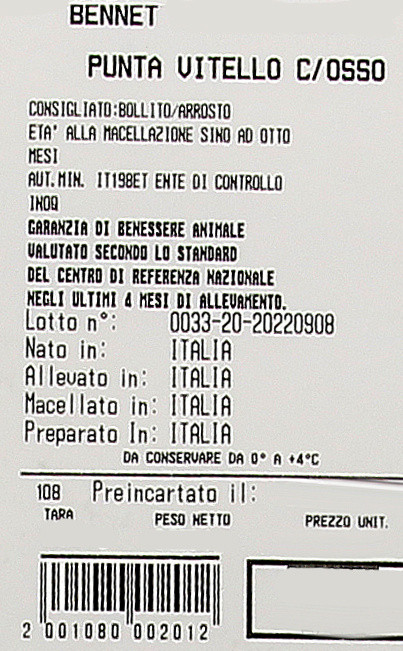 BENNET
PUNTA VITELLO C/OSSO
CONSIGLIATO:BOLLITO/ARROSTO
ETA' ALLA MACELLAZIONE SINO AD OTTO
MESI
AUT.MIN. IT198ET ENTE DI CONTROLLO
INOQ
GARANZIA DI BENESSERE ANIMALE
VALUTATO SECONDO LO STANDARD
DEL CENTRO DI REFERENZA NAZIONALE
NEGLI ULTIMI 4 MESI DI ALLEVAMENTO.
Lotto n°: 0033-20-20220908
Nato in: ITALIA
Allevato in: ITALIA
Macellato in: ITALIA
Preparato In: ITALIA
DA CONSERVARE DA 0° A +4°C
108 Preincartato il:
TARA PESO NETTO PREZZO UNIT.
2 001080 002012